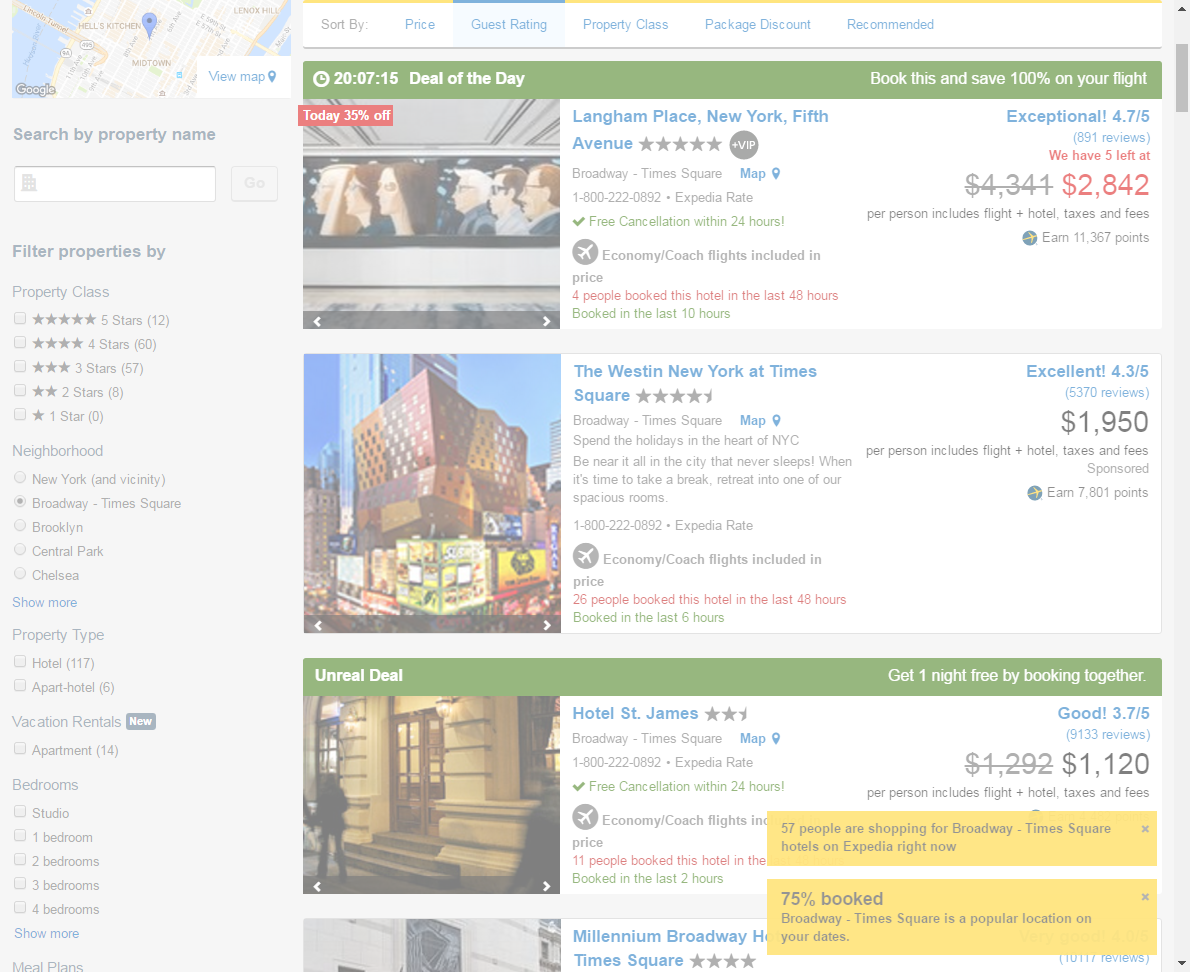 HELL'S KITCHEN
LENOX HILL
MIDTOWN
Google
View map
Search by property name
Go
Filter properties by
Property Class
5 Stars (12)
4 Stars (60)
3 Stars (57)
2 Stars (8)
1 Star (0)
Neighborhood
New York (and vicinity)
Broadway - Times Square
Brooklyn
Central Park
Chelsea
Show more
Property Type
Hotel (117)
Apart-hotel (6)
Vacation Rentals New
Apartment (14)
Bedrooms
Studio
1 bedroom
2 bedrooms
3 bedrooms
4 bedrooms
Show more
Meal Plans
Sort By: Price Guest Rating Property Class Package Discount Recommended
20:07:15 Deal of the Day Book this and save 100% on your flight
Today 35% off
Langham Place, New York, Fifth
Avenue +VIP
Broadway - Times Square Map
1-800-222-0892 • Expedia Rate
Free Cancellation within 24 hours!
Economy/Coach flights included in
price
4 people booked this hotel in the last 48 hours
Booked in the last 10 hours
Exceptional! 4.7/5
(891 reviews)
We have 5 left at
$4,341 $2,842
per person includes flight + hotel, taxes and fees
Earn 11,367 points
The Westin New York at Times
Square
Broadway - Times Square Map
Spend the holidays in the heart of NYC
Be near it all in the city that never sleeps! When
it's time to take a break, retreat into one of our
spacious rooms.
1-800-222-0892 • Expedia Rate
Economy/Coach flights included in
price
26 people booked this hotel in the last 48 hours
Booked in the last 6 hours
Excellent! 4.3/5
(5370 reviews)
$1,950
per person includes flight + hotel, taxes and fees
Sponsored
Earn 7,801 points
Unreal Deal Get 1 night free by booking together.
Hotel St. James
Broadway - Times Square Map
1-800-222-0892 • Expedia Rate
Free Cancellation within 24 hours!
Economy/Coach flights inc
price
11 people booked this hotel in the
Booked in the last 2 hours
Good! 3.7/5
(9133 reviews)
$1,292 $1,120
per person includes flight + hotel, taxes and fees
57 people are shopping for Broadway - Times Square
hotels on Expedia right now
75% booked
Broadway - Times Square is a popular location on
your dates.
Millennium Broadway Ho
Times Square
Very good! 4.0/5
(10117 reviews)